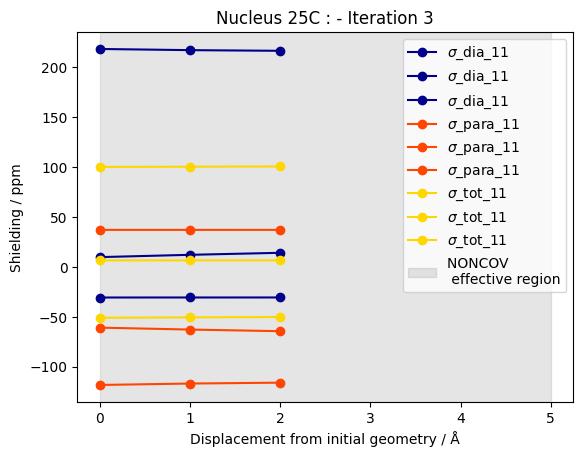 Nucleus 25C : - Iteration 3
Shielding / ppm
200
150
100
50
0
−50
−100
σ_dia_11
σ_dia_11
σ_dia_11
σ_para_11
σ_para_11
σ_para_11
σ_tot_11
σ_tot_11
σ_tot_11
NONCOV
effective region
0 1 2 3 4 5
Displacement from initial geometry / Å